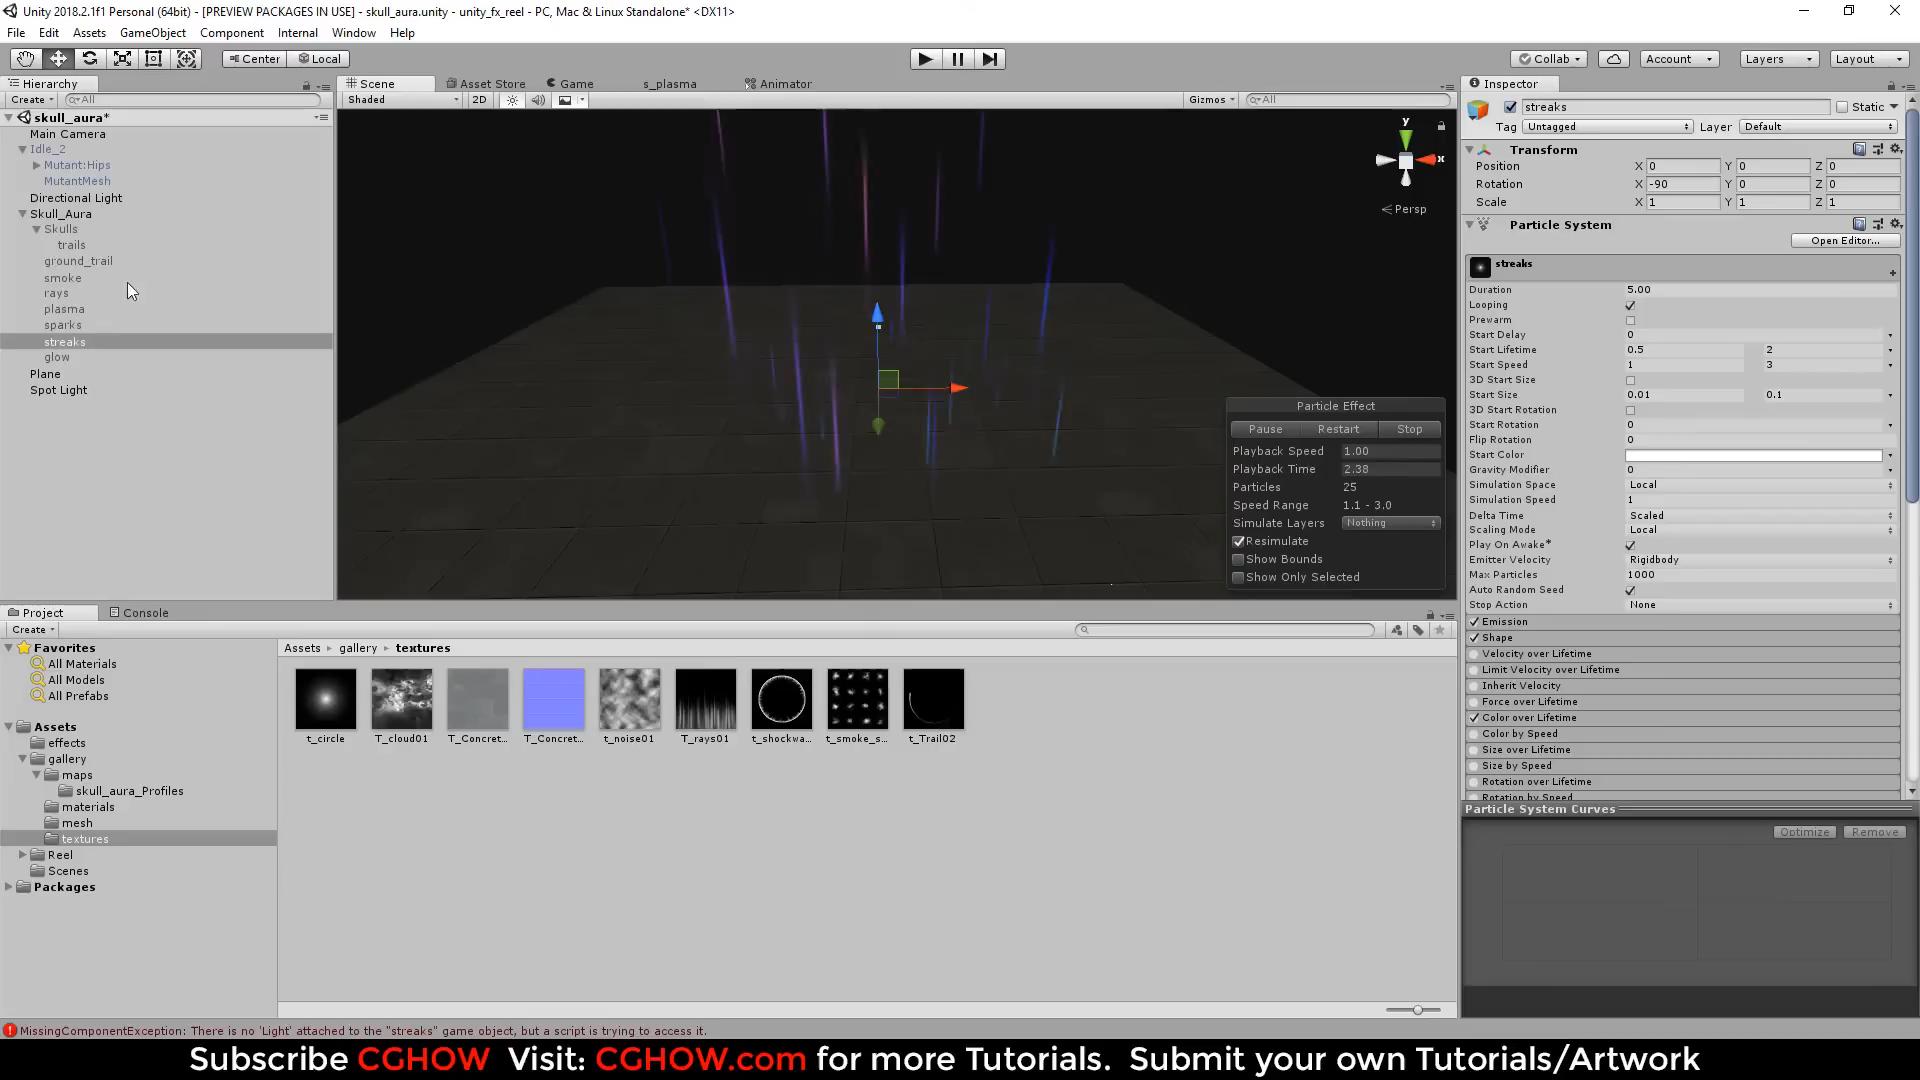 Unity 2018.2.1f1 Personal (64bit) - [PREVIEW PACKAGES IN USE] - skull_aura.unity - unity_fx_reel - PC, Mac & Linux Standalone* <DX11>
File Edit Assets GameObject Component Internal Window Help
Center Local Collab Account Layers Layout
Hierarchy Scene Asset Store Game s_plasma Animator Inspector
Create All Shaded 2D Gizmos All
streaks Static
Tag Untagged Layer Default
skull_aura*
Main Camera
Idle_2
Mutant:Hips
MutantMesh
Directional Light
Skull_Aura
Skulls
trails
ground_trail
smoke
rays
plasma
sparks
streaks
glow
Plane
Spot Light
y
x
Persp
Particle Effect
Pause Restart Stop
Playback Speed 1.00
Playback Time 2.38
Particles 25
Speed Range 1.1 - 3.0
Simulate Layers Nothing
Resimulate
Show Bounds
Show Only Selected
Transform
Position X 0 Y 0 Z 0
Rotation X -90 Y 0 Z 0
Scale X 1 Y 1 Z 1
Particle System
Open Editor...
streaks
Duration 5.00
Looping
Prewarm
Start Delay 0
Start Lifetime 0.5 2
Start Speed 1 3
3D Start Size
Start Size 0.01 0.1
3D Start Rotation
Start Rotation 0
Flip Rotation 0
Start Color
Gravity Modifier 0
Simulation Space Local
Simulation Speed 1
Delta Time Scaled
Scaling Mode Local
Play On Awake*
Emitter Velocity Rigidbody
Max Particles 1000
Auto Random Seed
Stop Action None
Emission
Shape
Velocity over Lifetime
Limit Velocity over Lifetime
Inherit Velocity
Force over Lifetime
Color over Lifetime
Color by Speed
Size over Lifetime
Size by Speed
Rotation over Lifetime
Rotation by Speed
Particle System Curves
Optimize Remove
Project Console
Create
Favorites
All Materials
All Models
All Prefabs
Assets
effects
gallery
maps
skull_aura_Profiles
materials
mesh
textures
Reel
Scenes
Packages
Assets gallery textures
t_circle T_cloud01 T_Concret... T_Concret... t_noise01 T_rays01 t_shockwa... t_smoke_s... t_Trail02
MissingComponentException: There is no 'Light' attached to the "streaks" game object, but a script is trying to access it.
Subscribe CGHOW Visit: CGHOW.com for more Tutorials. Submit your own Tutorials/Artwork